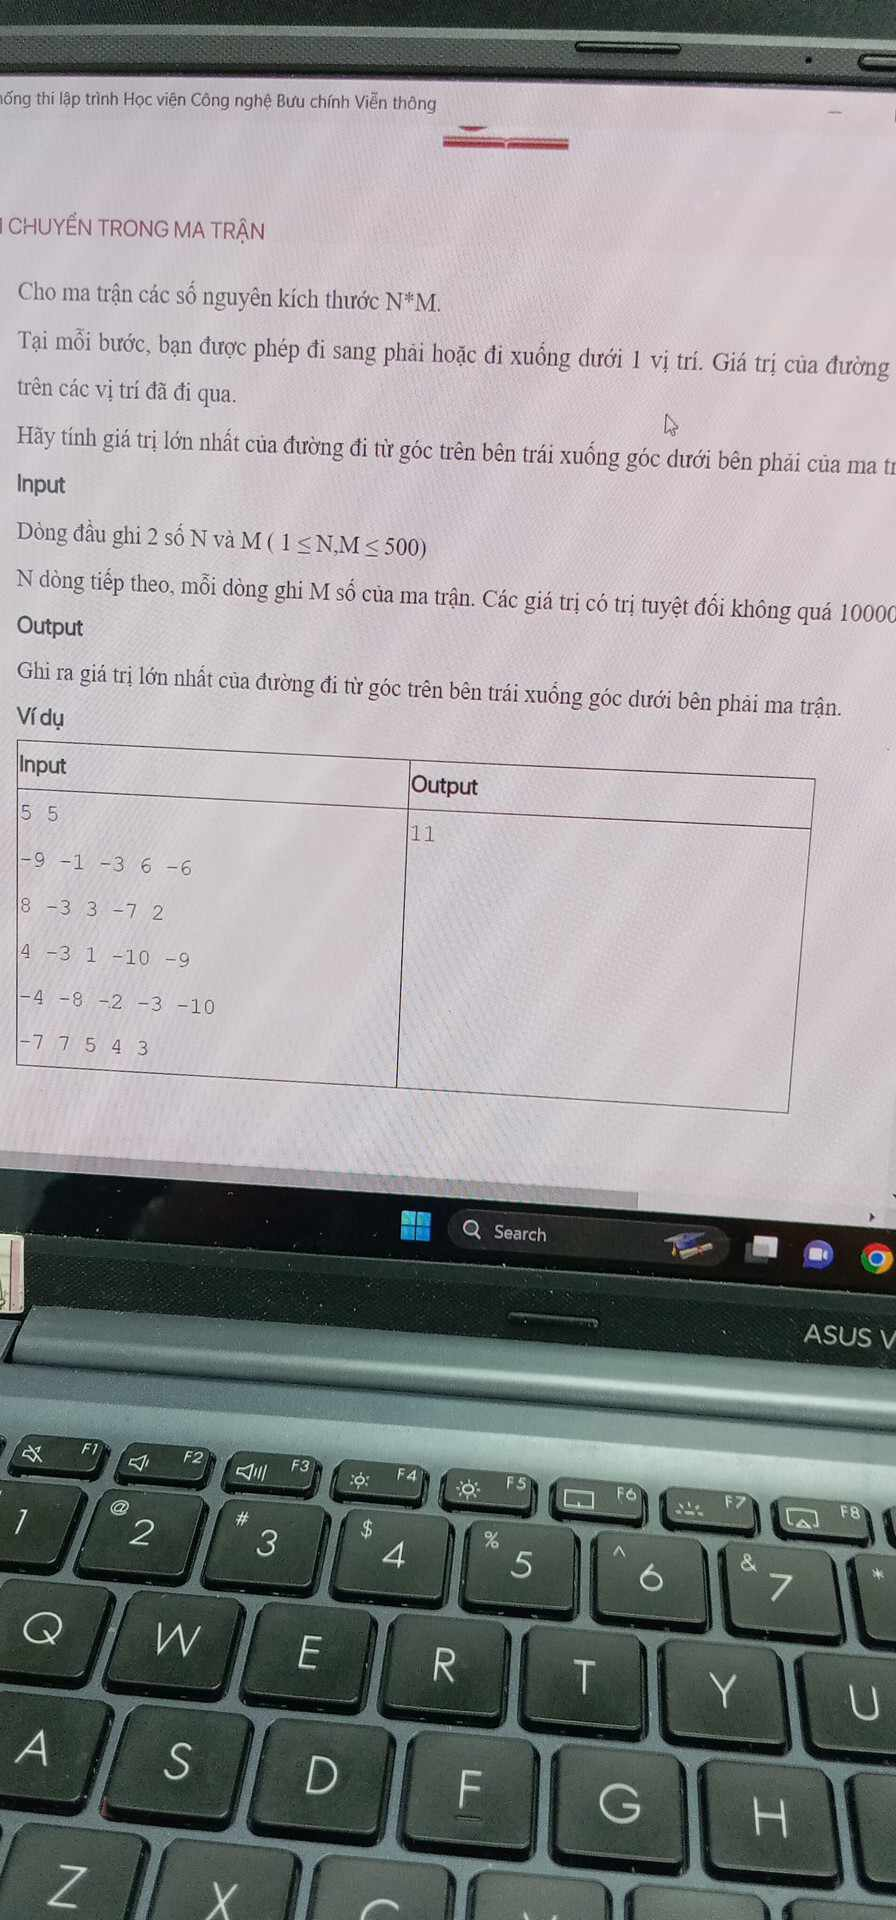 thi lập trình Học viện Công nghệ Bưu chính Viễn thông
CHUYỂN TRONG MA TRẬN
Cho ma trận các số nguyên kích thước N*M.
Tại mỗi bước, bạn được phép đi sang phải hoặc đi xuống dưới 1 vị trí. Giá trị của đường
trên các vị trí đã đi qua.
Hãy tính giá trị lớn nhất của đường đi từ góc trên bên trái xuống góc dưới bên phải của ma
Input
Dòng đầu ghi 2 số N và M ( 1 ≤ N,M ≤ 500)
N dòng tiếp theo, mỗi dòng ghi M số của ma trận. Các giá trị có trị tuyệt đối không quá 10000
Output
Ghi ra giá trị lớn nhất của đường đi từ góc trên bên trái xuống góc dưới bên phải ma trận.
Ví dụ
Input Output
5 5 11
-9 -1 -3 6 -6
8 -3 3 -7 2
4 -3 1 -10 -9
-4 -8 -2 -3 -10
-7 7 5 4 3
Search
ASUS V
F1 F2 F3 F4 F5 F6 F7 F8
1 @ 2 # 3 $ 4 % 5 ^ 6 & 7 *
Q W E R T Y U
A S D F G H
Z X